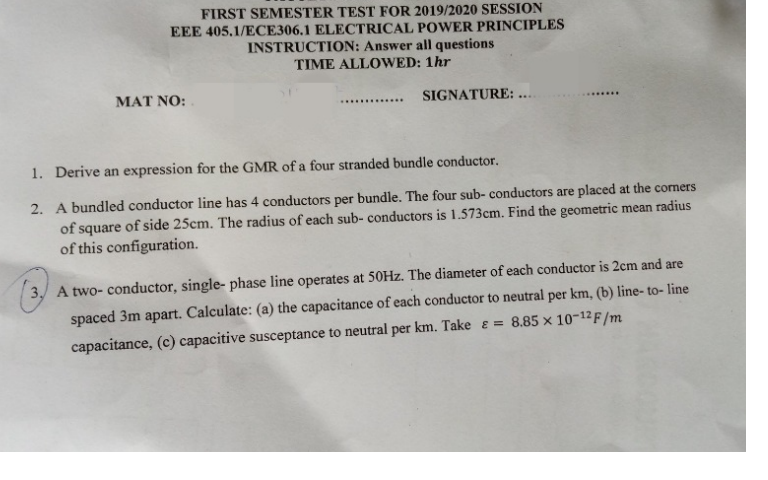 FIRST SEMESTER TEST FOR 2019/2020 SESSION
EEE 405.1/ECE306.1 ELECTRICAL POWER PRINCIPLES
INSTRUCTION: Answer all questions
TIME ALLOWED: 1hr
MAT NO: ............. SIGNATURE: .... .......
1. Derive an expression for the GMR of a four stranded bundle conductor.
2. A bundled conductor line has 4 conductors per bundle. The four sub- conductors are placed at the corners
of square of side 25cm. The radius of each sub- conductors is 1.573cm. Find the geometric mean radius
of this configuration.
3. A two- conductor, single- phase line operates at 50Hz. The diameter of each conductor is 2cm and are
spaced 3m apart. Calculate: (a) the capacitance of each conductor to neutral per km, (b) line- to- line
capacitance, (c) capacitive susceptance to neutral per km. Take ε = 8.85 × 10⁻¹²F/m